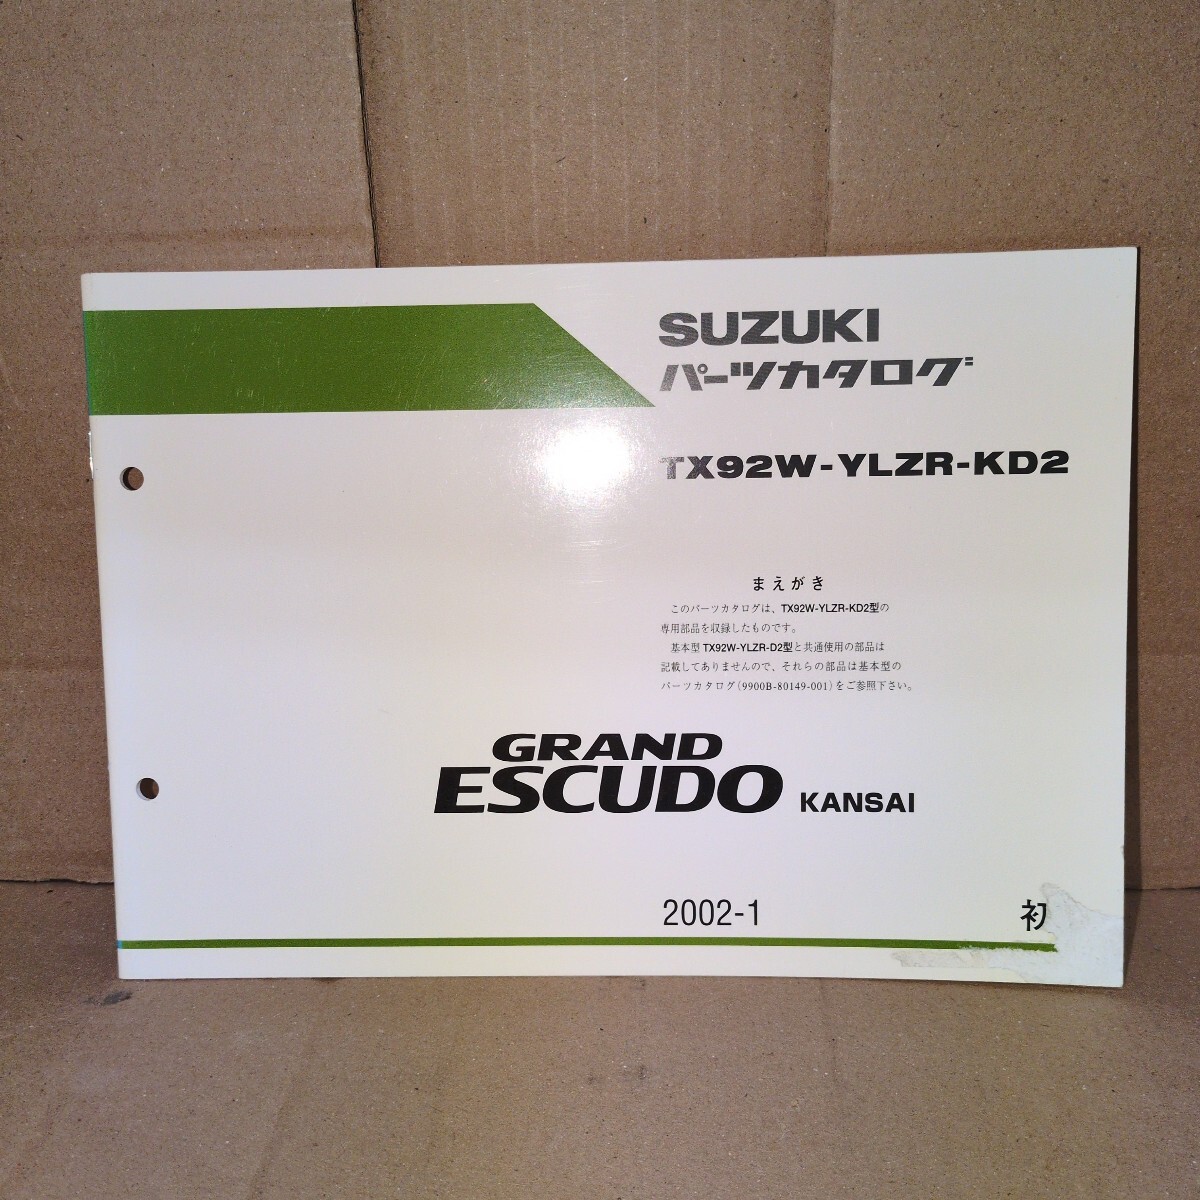 SUZUKI
パーツカタログ
TX92W-YLZR-KD2
まえがき
このパーツカタログは、TX92W-YLZR-KD2型の
専用部品を収録したものです。
基本型 TX92W-YLZR-D2型と共通使用の部品は
記載してありませんので、それらの部品は基本型の
パーツカタログ(9900B-80149-001)をご参照下さい。
GRAND
ESCUDO KANSAI
2002-1 初